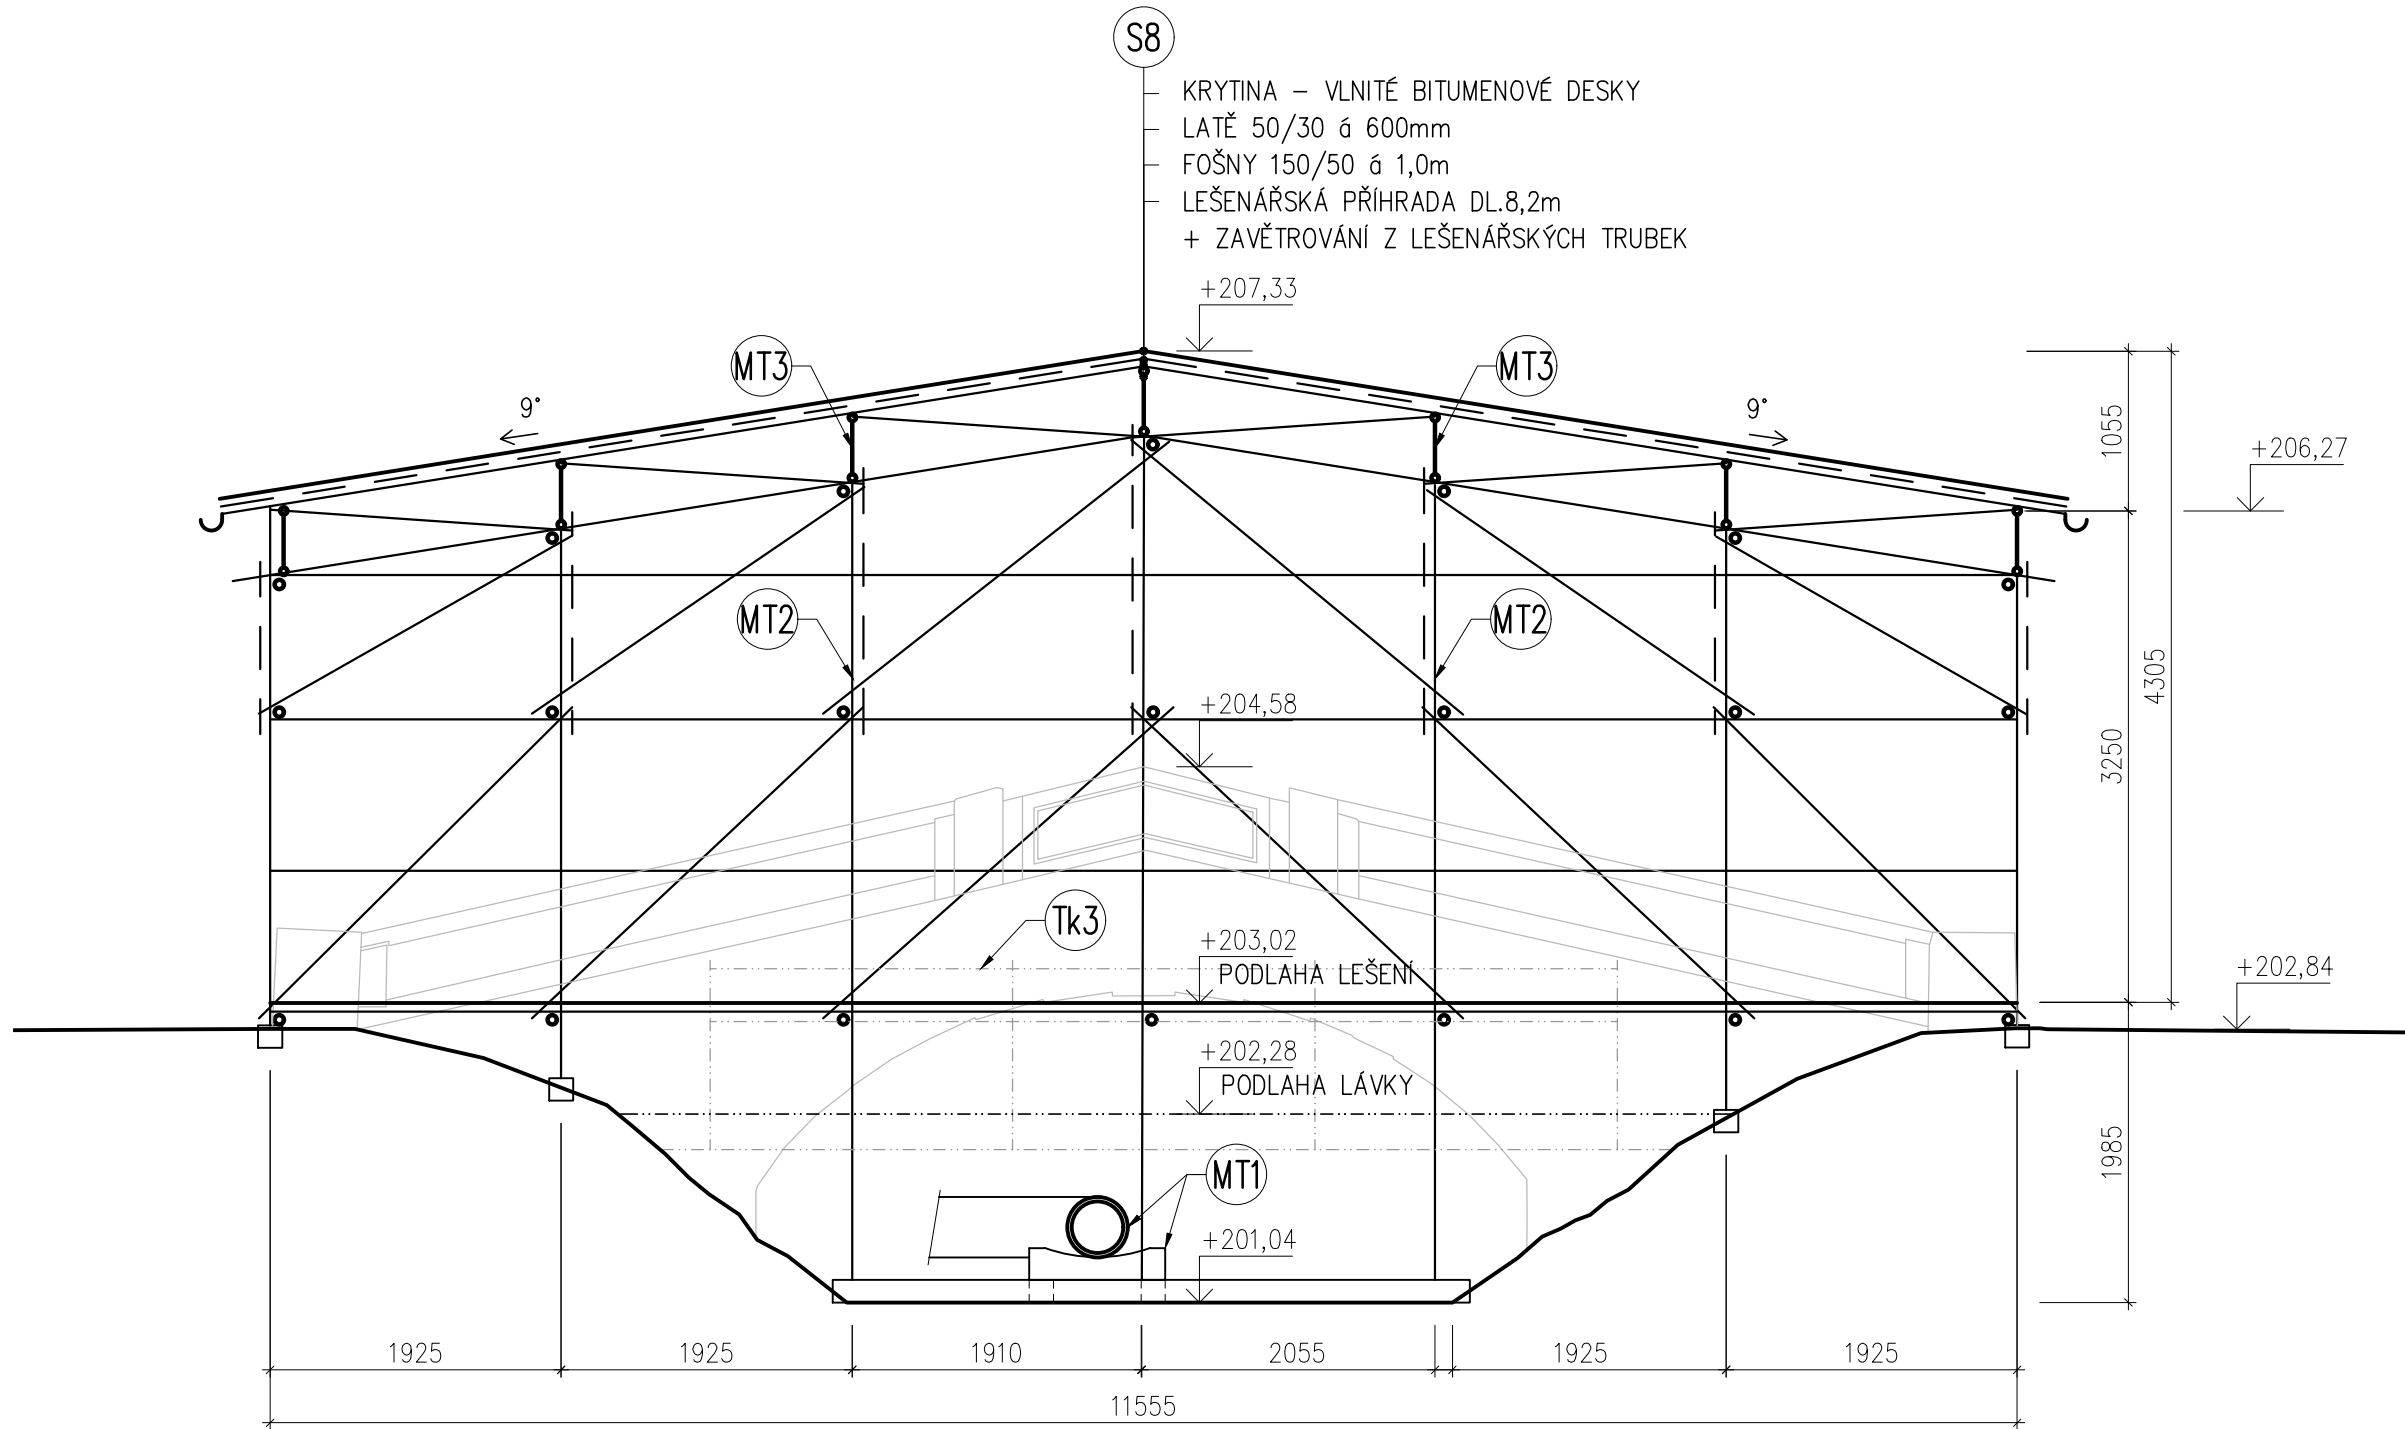 S8
KRYTINA – VLNITÉ BITUMENOVÉ DESKY
LATĚ 50/30 á 600mm
FOŠNY 150/50 á 1,0m
LEŠENÁŘSKÁ PŘÍHRADA DL.8,2m
+ ZAVĚTROVÁNÍ Z LEŠENÁŘSKÝCH TRUBEK
+207,33
MT3
MT3
9°
9°
1055
+206,27
MT2
MT2
4305
+204,58
3250
Tk3
+203,02
PODLAHA LEŠENÍ
+202,84
+202,28
PODLAHA LÁVKY
1985
MT1
+201,04
1925
1925
1910
2055
1925
1925
11555